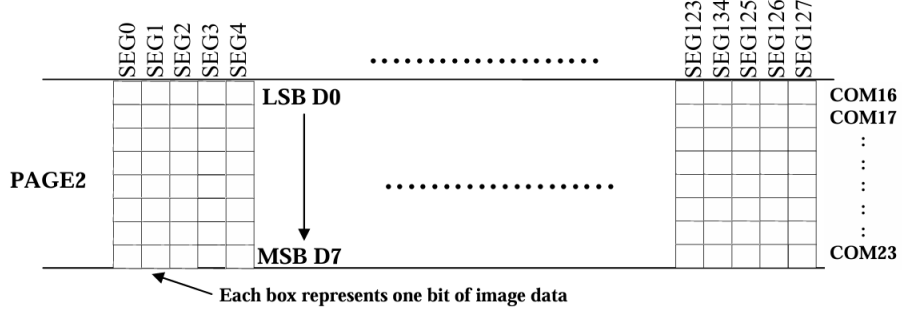 SEG0 SEG1 SEG2 SEG3 SEG4 SEG123 SEG134 SEG125 SEG126 SEG127
LSB D0 COM16
COM17
PAGE2
MSB D7 COM23
Each box represents one bit of image data